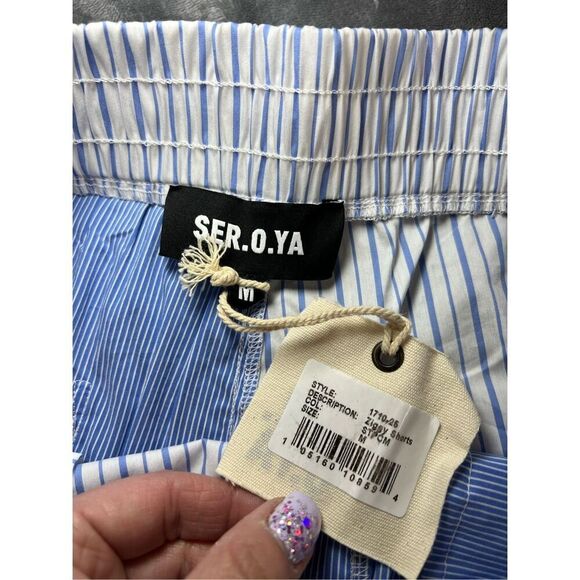 SER.O.YA
M
STYLE: 1710-26
DESCRIPTION: Ziggy Shorts
COL: STPCM
SIZE: M
1 05160 10859 4